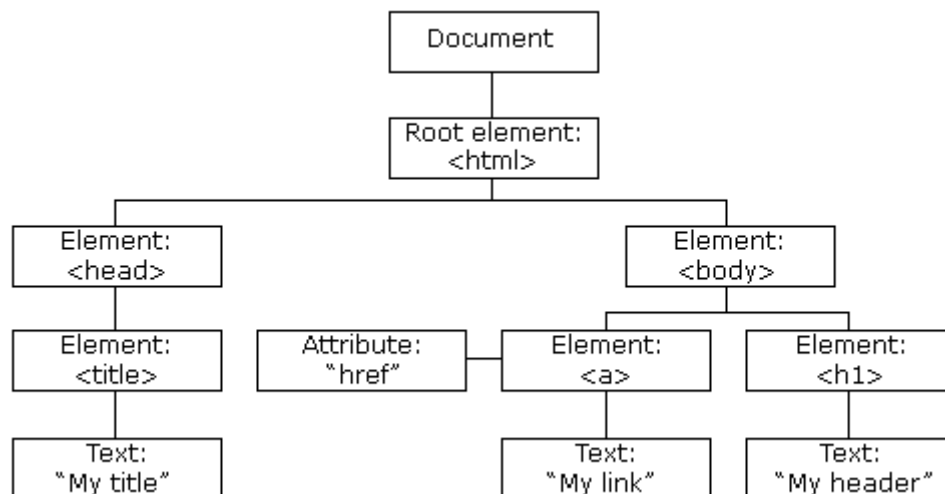 Document
Root element:
<html>
Element:
<head>
Element:
<body>
Element:
<title>
Attribute:
“href”
Element:
<a>
Element:
<h1>
Text:
“My title”
Text:
“My link”
Text:
“My header”